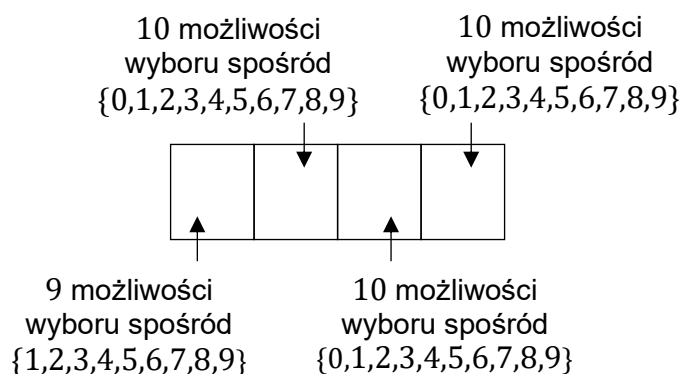 10 możliwości
wyboru spośród
{0,1,2,3,4,5,6,7,8,9}
10 możliwości
wyboru spośród
{0,1,2,3,4,5,6,7,8,9}
9 możliwości
wyboru spośród
{1,2,3,4,5,6,7,8,9}
10 możliwości
wyboru spośród
{0,1,2,3,4,5,6,7,8,9}